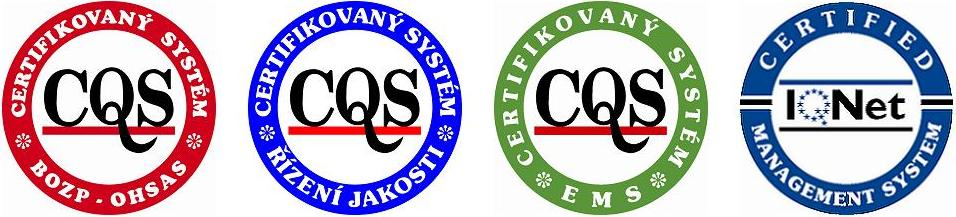 CERTIFIKOVANÝ SYSTÉM
CQS
BOZP - OHSAS
CERTIFIKOVANÝ SYSTÉM
CQS
ŘÍZENÍ JAKOSTI
CERTIFIKOVANÝ SYSTÉM
CQS
EMS
CERTIFIED
IQNet
MANAGEMENT SYSTEM